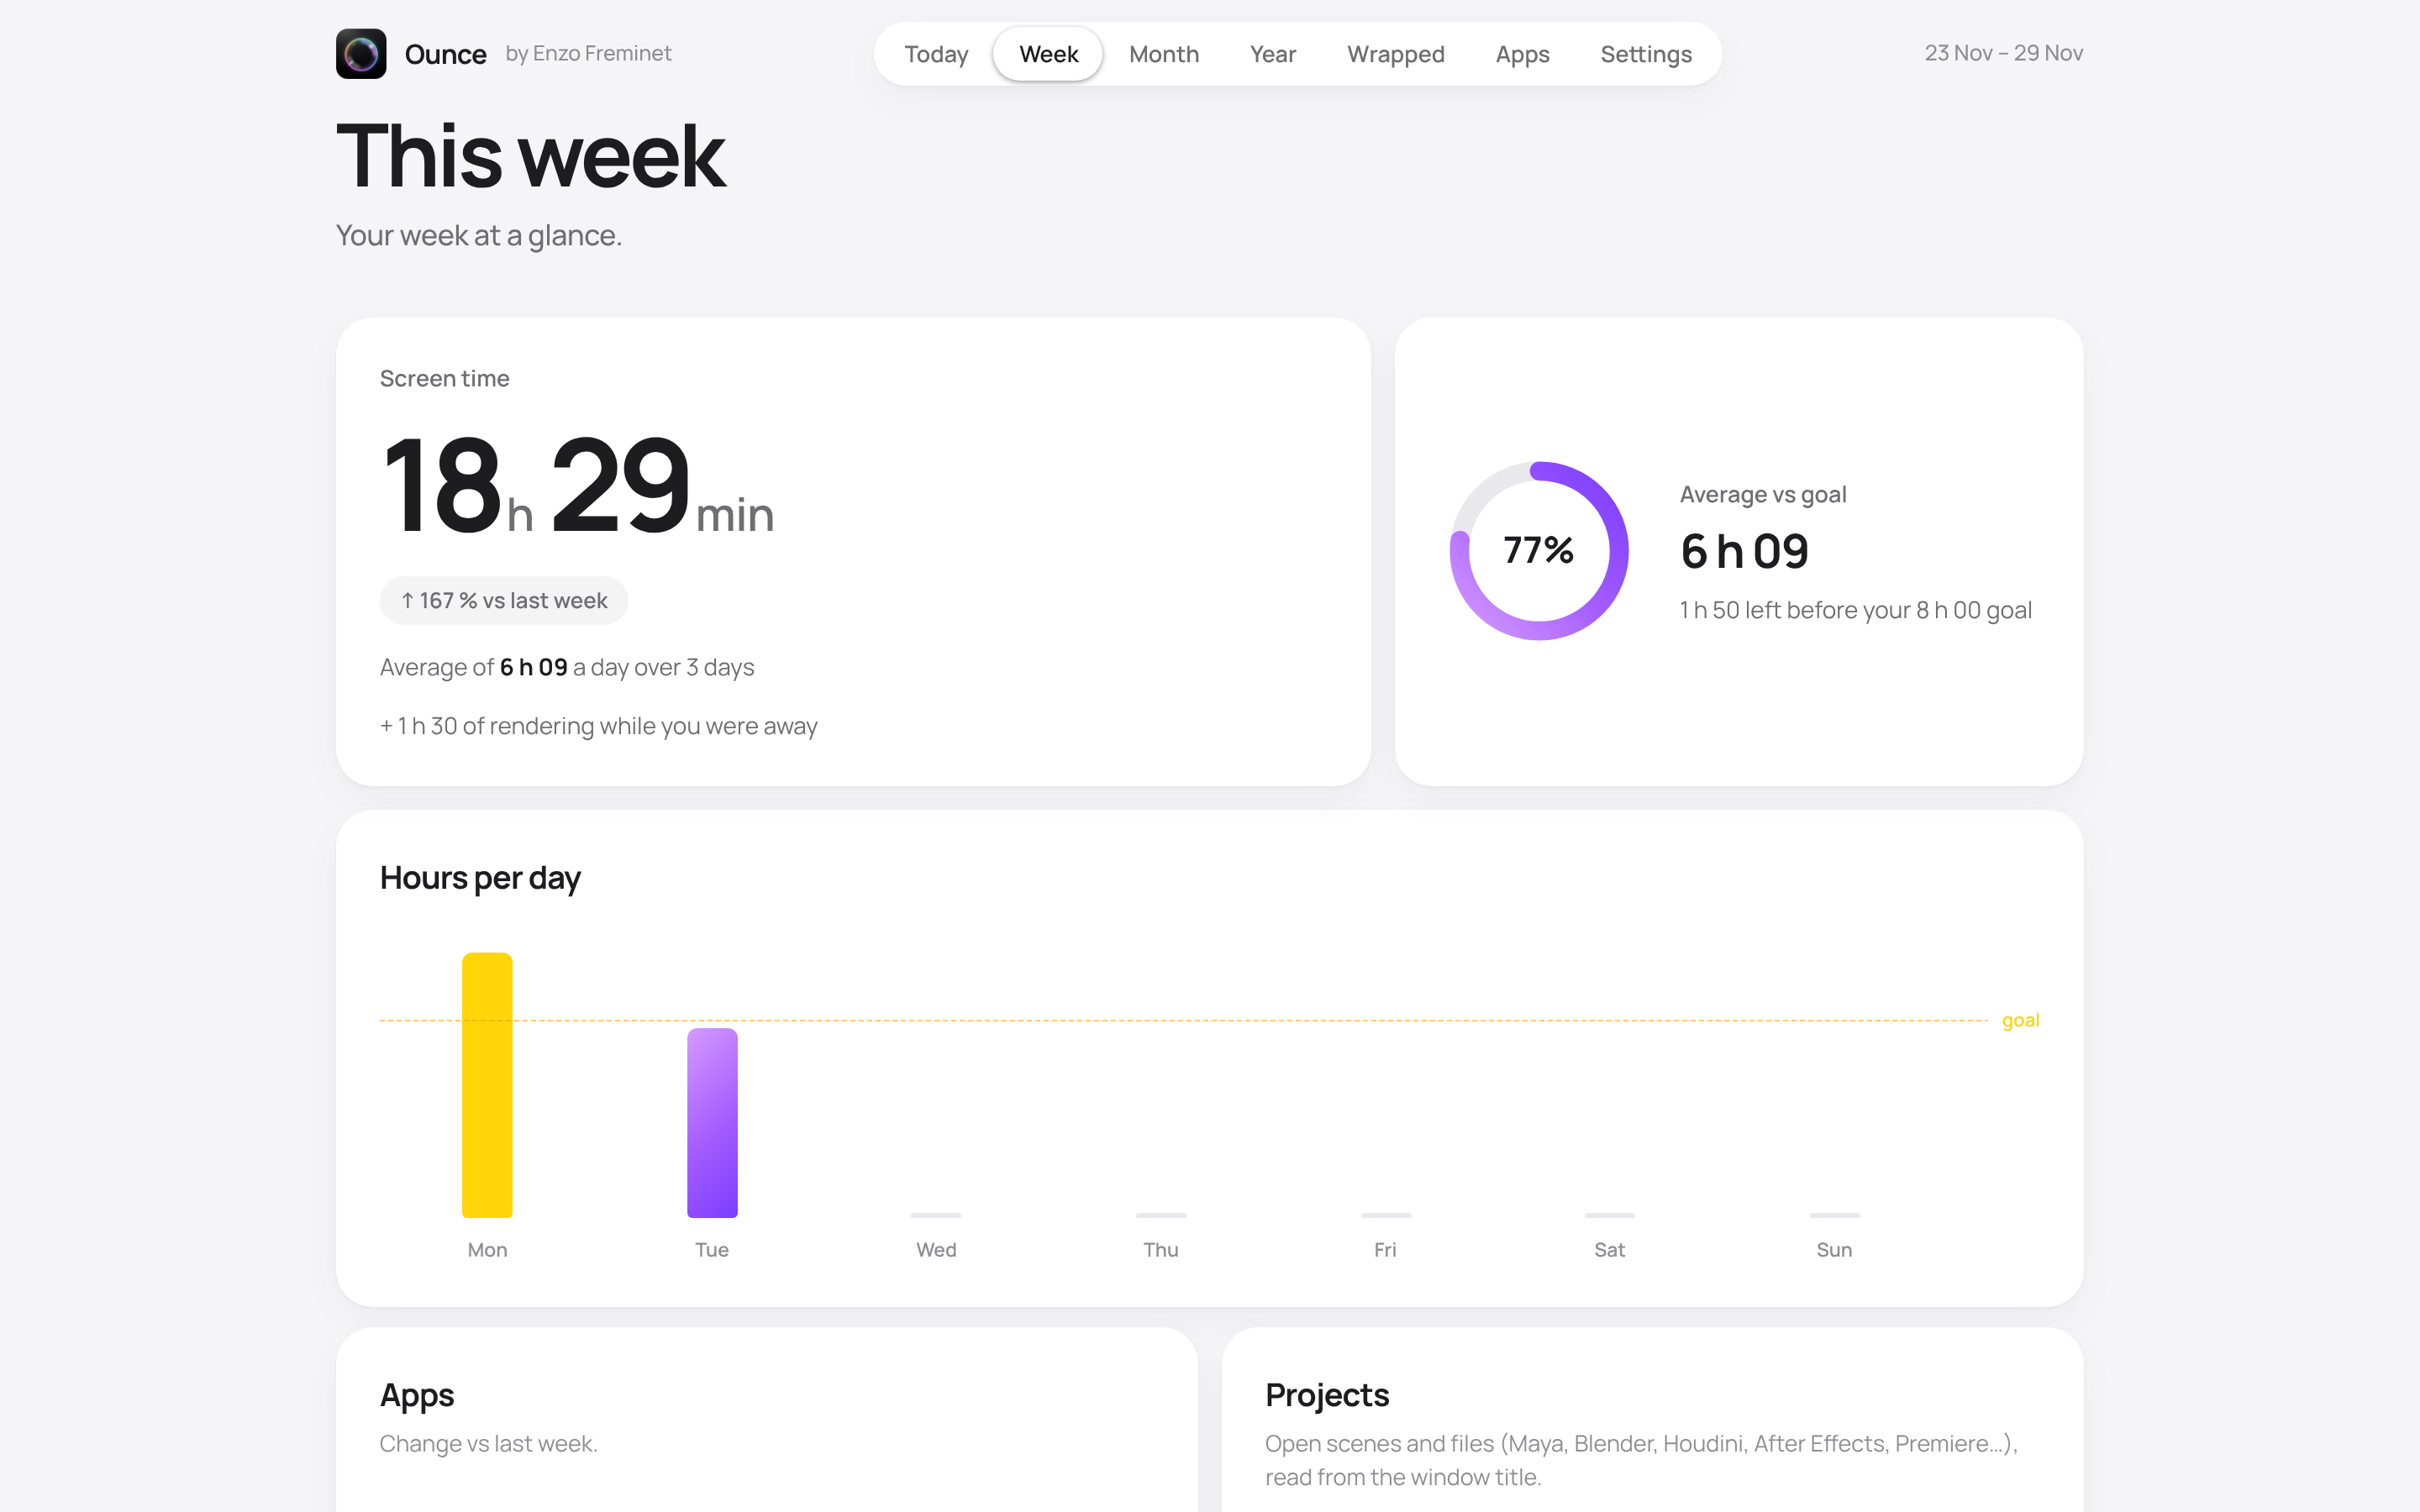 Ounce by Enzo Freminet
Today Week Month Year Wrapped Apps Settings
23 Nov – 29 Nov
This week
Your week at a glance.
Screen time
18 h 29 min
↑ 167 % vs last week
Average of 6 h 09 a day over 3 days
+ 1 h 30 of rendering while you were away
77%
Average vs goal
6 h 09
1 h 50 left before your 8 h 00 goal
Hours per day
goal
Mon Tue Wed Thu Fri Sat Sun
Apps
Change vs last week.
Projects
Open scenes and files (Maya, Blender, Houdini, After Effects, Premiere…),
read from the window title.